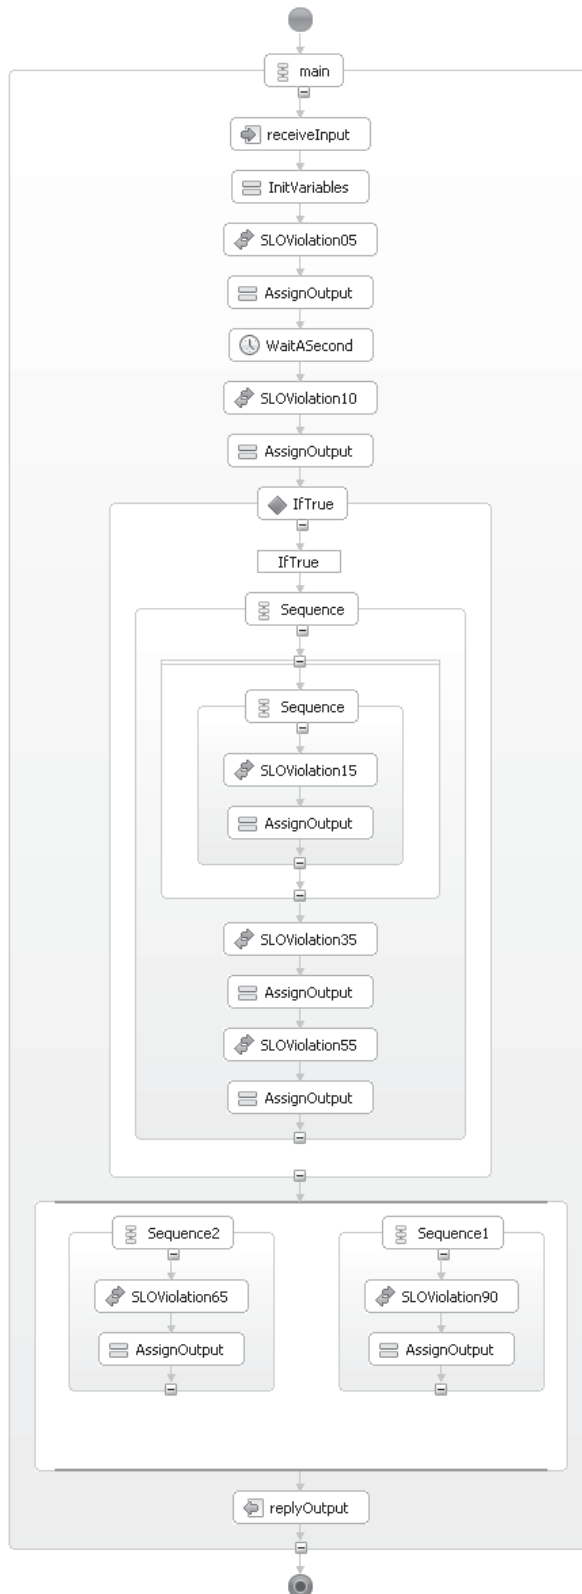 main
receiveInput
InitVariables
SLOViolation05
AssignOutput
WaitASecond
SLOViolation10
AssignOutput
IfTrue
IfTrue
Sequence
Sequence
SLOViolation15
AssignOutput
SLOViolation35
AssignOutput
SLOViolation55
AssignOutput
Sequence2
Sequence1
SLOViolation65
SLOViolation90
AssignOutput
AssignOutput
replyOutput